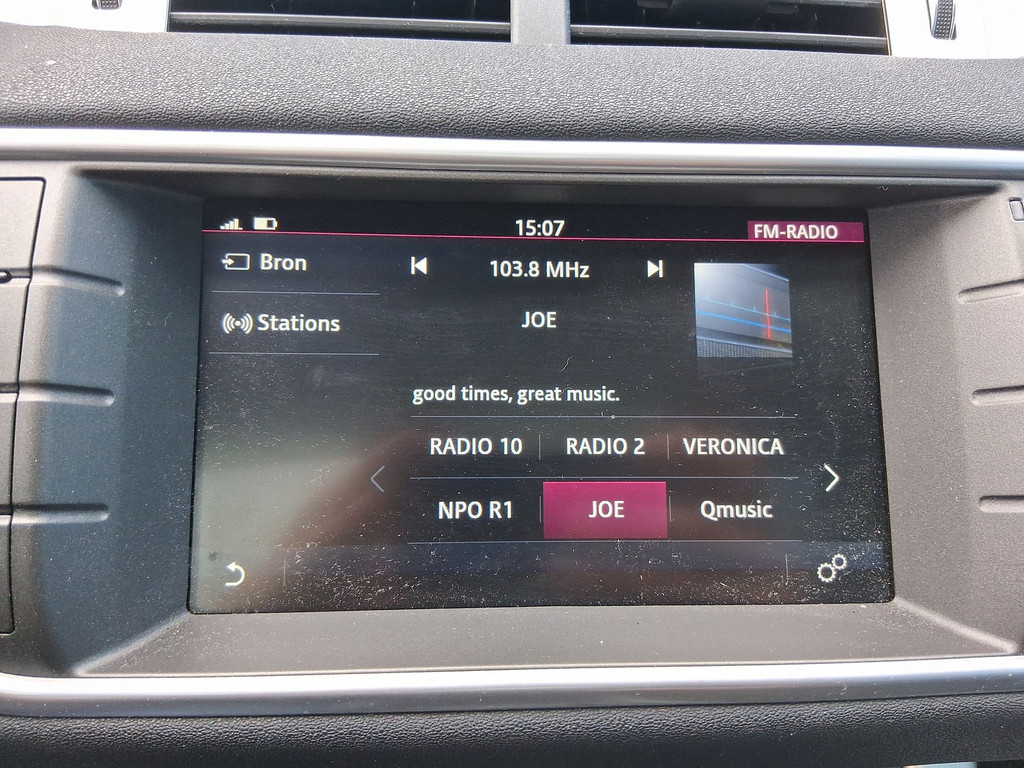 15:07
FM-RADIO
Bron
103.8 MHz
Stations
JOE
good times, great music.
RADIO 10
RADIO 2
VERONICA
NPO R1
JOE
Qmusic